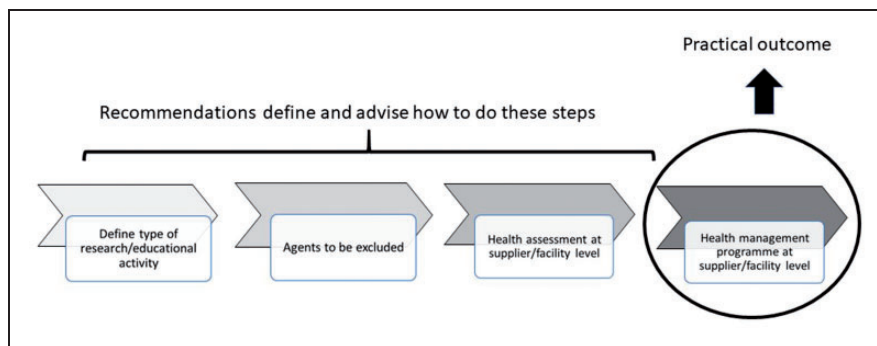 Practical outcome
Recommendations define and advise how to do these steps
Define type of
research/educational
activity
Agents to be excluded
Health assessment at
supplier/facility level
Health management
programme at
supplier/facility level